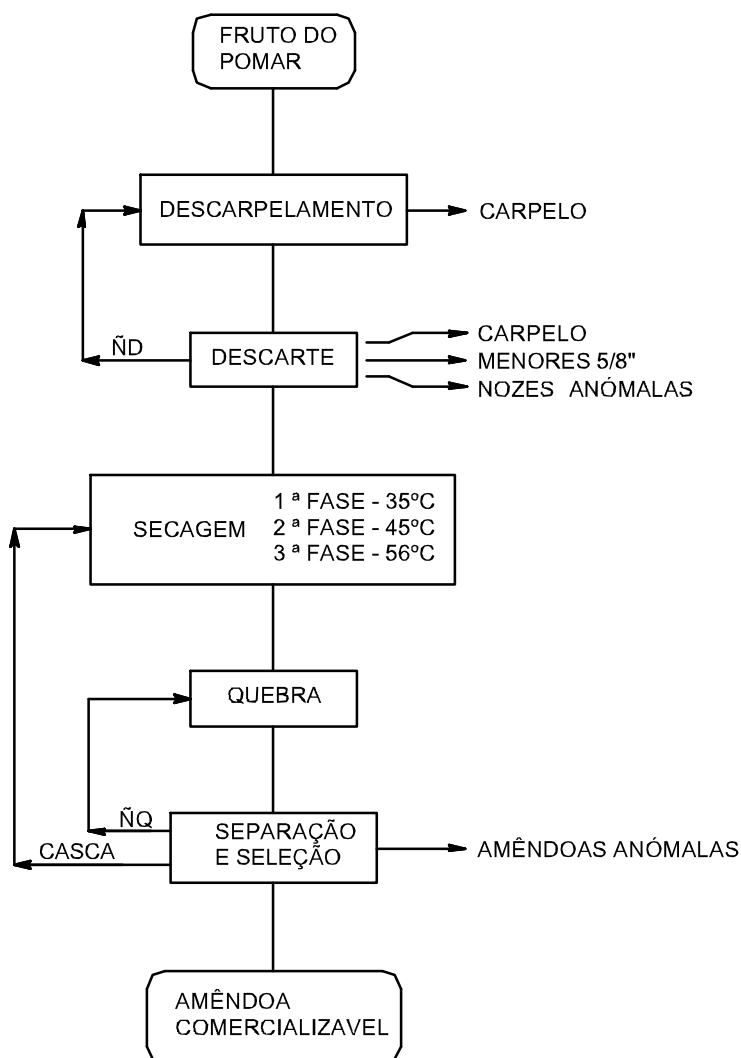 FRUTO DO
POMAR
DESCARPELAMENTO
CARPELO
ÑD
DESCARTE
CARPELO
MENORES 5/8"
NOZES ANÓMALAS
SECAGEM
1 ª FASE - 35ºC
2 ª FASE - 45ºC
3 ª FASE - 56ºC
QUEBRA
ÑQ
CASCA
SEPARAÇÃO
E SELEÇÃO
AMÊNDOAS ANÓMALAS
AMÊNDOA
COMERCIALIZAVEL